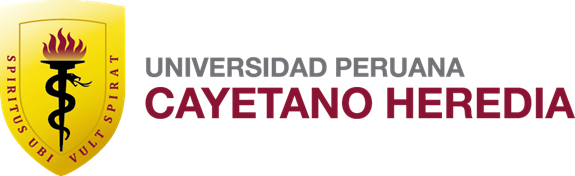 SPIRITUS UBI VULT SPIRAT
UNIVERSIDAD PERUANA
CAYETANO HEREDIA